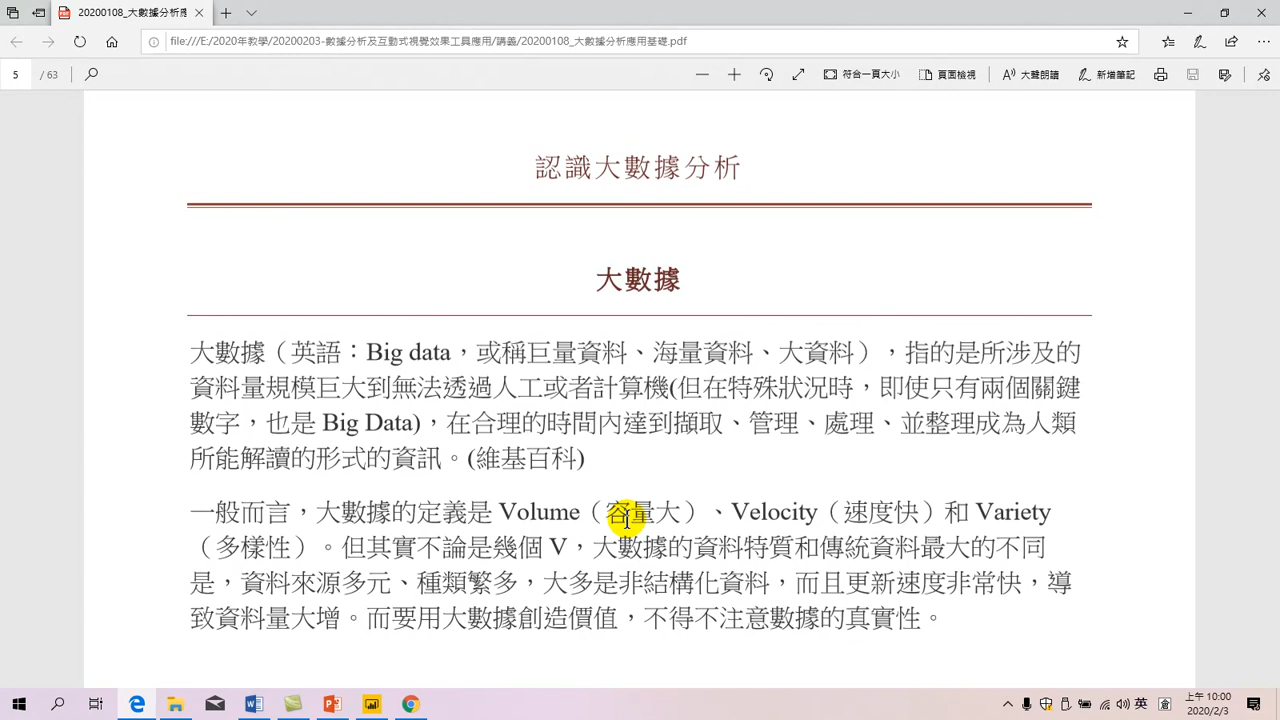 20200108_大數據分析應
file:///E:/2020年教學/20200203-數據分析及互動式視覺效果工具應用/講義/20200108_大數據分析應用基礎.pdf
5 / 63
符合一頁大小
頁面檢視
大聲朗讀
新增筆記
認識大數據分析
大數據
大數據（英語：Big data，或稱巨量資料、海量資料、大資料），指的是所涉及的
資料量規模巨大到無法透過人工或者計算機(但在特殊狀況時，即使只有兩個關鍵
數字，也是 Big Data)，在合理的時間內達到擷取、管理、處理、並整理成為人類
所能解讀的形式的資訊。(維基百科)
一般而言，大數據的定義是 Volume（容量大）、Velocity（速度快）和 Variety
（多樣性）。但其實不論是幾個 V，大數據的資料特質和傳統資料最大的不同
是，資料來源多元、種類繁多，大多是非結構化資料，而且更新速度非常快，導
致資料量大增。而要用大數據創造價值，不得不注意數據的真實性。
英
上午 10:00
2020/2/3